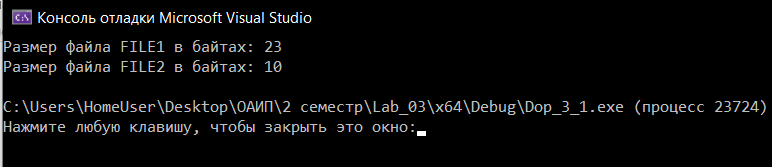 Консоль отладки Microsoft Visual Studio
Размер файла FILE1 в байтах: 23
Размер файла FILE2 в байтах: 10
C:\Users\HomeUser\Desktop\ОАИП\2 семестр\Lab_03\x64\Debug\Dop_3_1.exe (процесс 23724)
Нажмите любую клавишу, чтобы закрыть это окно: